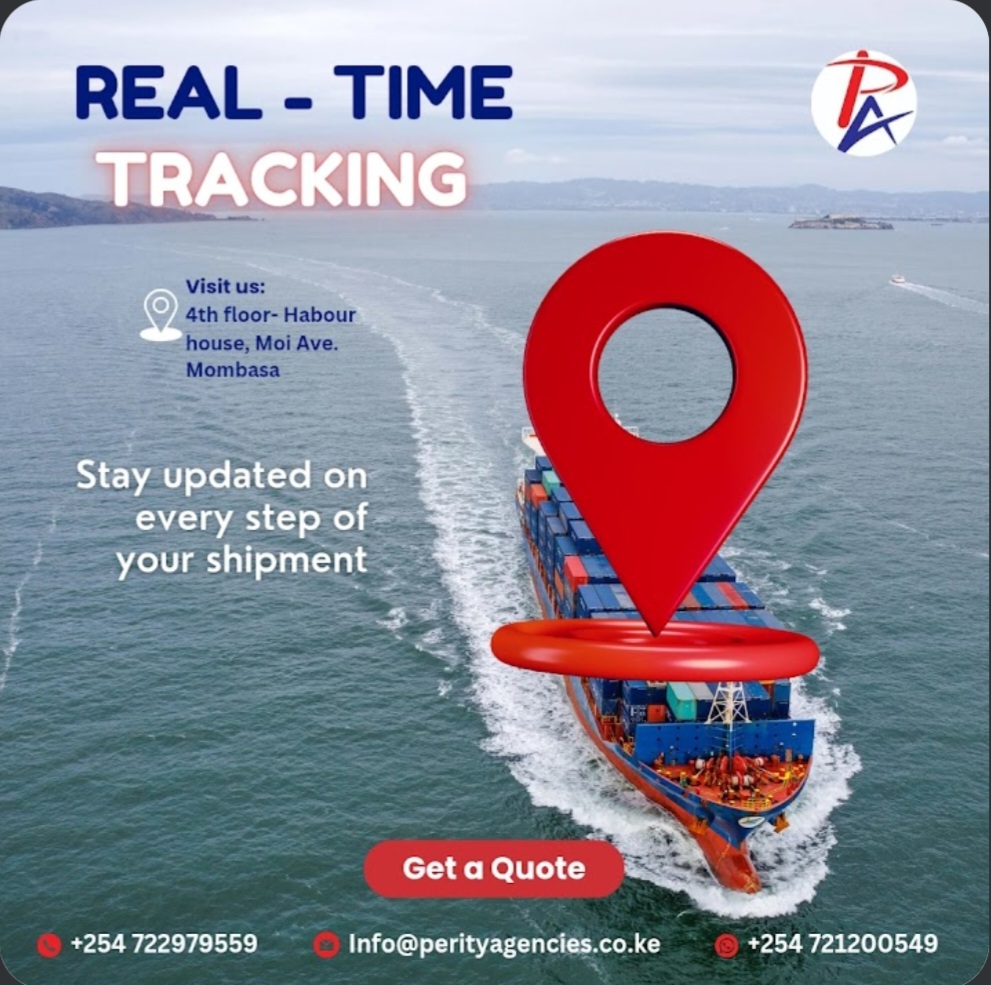 REAL - TIME
TRACKING
PA
Visit us:
4th floor- Habour
house, Moi Ave.
Mombasa
Stay updated on
every step of
your shipment
Get a Quote
+254 722979559
Info@perityagencies.co.ke
+254 721200549